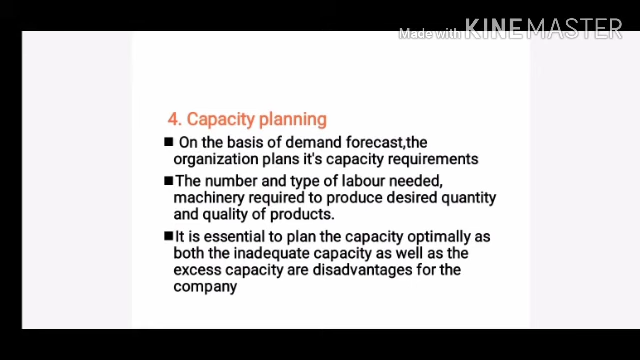 Made with KINEMASTER
4. Capacity planning
■ On the basis of demand forecast,the
organization plans it's capacity requirements
■The number and type of labour needed,
machinery required to produce desired quantity
and quality of products.
■It is essential to plan the capacity optimally as
both the inadequate capacity as well as the
excess capacity are disadvantages for the
company